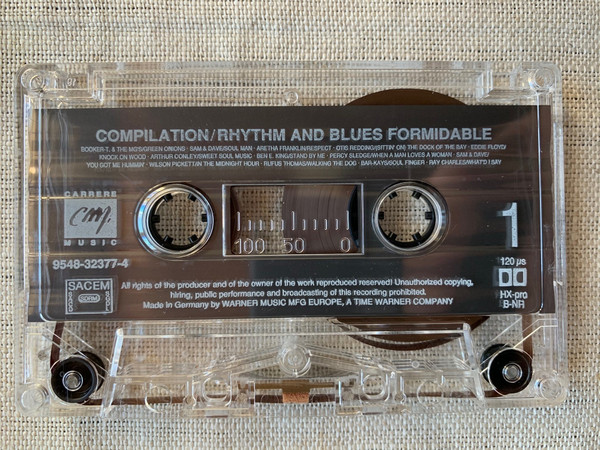 COMPILATION/RHYTHM AND BLUES FORMIDABLE
BOOKER-T. & THE MG'S/GREEN ONIONS · SAM & DAVE/SOUL MAN · ARETHA FRANKLIN/RESPECT · OTIS REDDING/(SITTIN' ON) THE DOCK OF THE BAY · EDDIE FLOYD/
KNOCK ON WOOD · ARTHUR CONLEY/SWEET SOUL MUSIC · BEN E. KING/STAND BY ME · PERCY SLEDGE/WHEN A MAN LOVES A WOMAN · SAM & DAVE/
YOU GOT ME HUMMIN' · WILSON PICKETT/IN THE MIDNIGHT HOUR · RUFUS THOMAS/WALKING THE DOG · BAR-KAYS/SOUL FINGER · RAY CHARLES/WHAT'D I SAY
CARRERE
cm
MUSIC
100 50 0
1
9548-32377-4
120 µs
SACEM
SACD SDRM SGDL
HX-pro
B-NR
All rights of the producer and of the owner of the work reproduced reserved! Unauthorized copying,
hiring, public performance and broadcasting of this recording prohibited.
Made in Germany by WARNER MUSIC MFG EUROPE, A TIME WARNER COMPANY